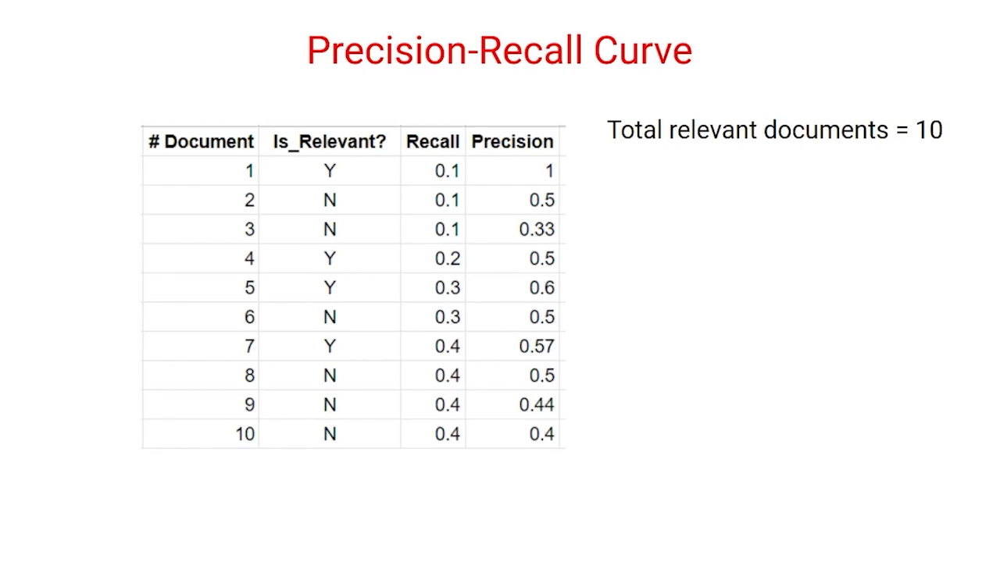 Precision-Recall Curve
Total relevant documents = 10
# Document Is_Relevant? Recall Precision
1 Y 0.1 1
2 N 0.1 0.5
3 N 0.1 0.33
4 Y 0.2 0.5
5 Y 0.3 0.6
6 N 0.3 0.5
7 Y 0.4 0.57
8 N 0.4 0.5
9 N 0.4 0.44
10 N 0.4 0.4